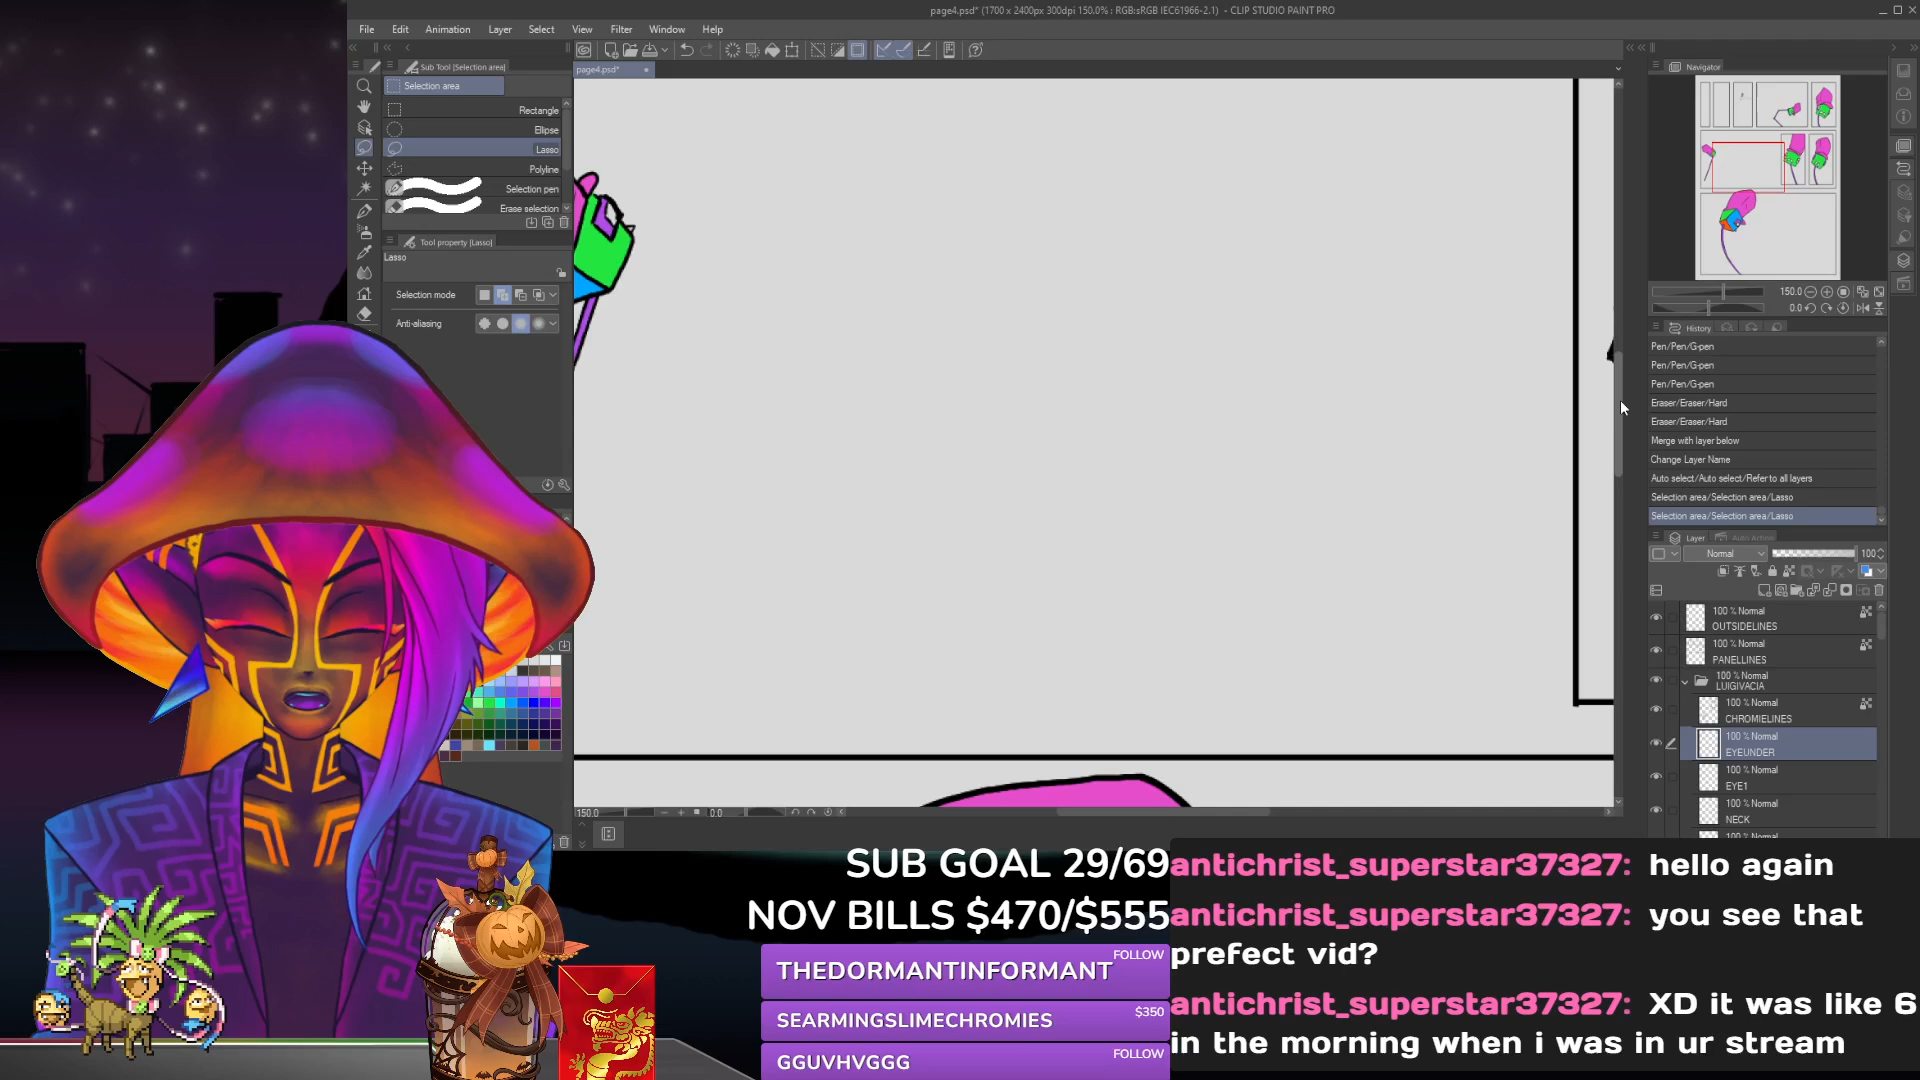 page4.psd* (1700 x 2400px 300dpi 150.0% : RGB:sRGB IEC61966-2.1) - CLIP STUDIO PAINT PRO
File Edit Animation Layer Select View Filter Window Help
Sub Tool [Selection area]
page4.psd*
Navigator
Selection area
Rectangle
Ellipse
Lasso
Polyline
Selection pen
Erase selection
Tool property [Lasso]
Lasso
Selection mode
Anti-aliasing
150.0
0.0
History
Pen/Pen/G-pen
Pen/Pen/G-pen
Pen/Pen/G-pen
Eraser/Eraser/Hard
Eraser/Eraser/Hard
Merge with layer below
Change Layer Name
Auto select/Auto select/Refer to all layers
Selection area/Selection area/Lasso
Selection area/Selection area/Lasso
Layer Auto Action
Normal 100
100 % Normal
OUTSIDELINES
100 % Normal
PANELLINES
100 % Normal
LUIGIVACIA
100 % Normal
CHROMIELINES
100 % Normal
EYEUNDER
100 % Normal
EYE1
100 % Normal
NECK
150.0 0.0
SUB GOAL 29/69
NOV BILLS $470/$555
THEDORMANTINFORMANT FOLLOW
SEARMINGSLIMECHROMIES $350
GGUVHVGGG FOLLOW
antichrist_superstar37327: hello again
antichrist_superstar37327: you see that
prefect vid?
antichrist_superstar37327: XD it was like 6
in the morning when i was in ur stream